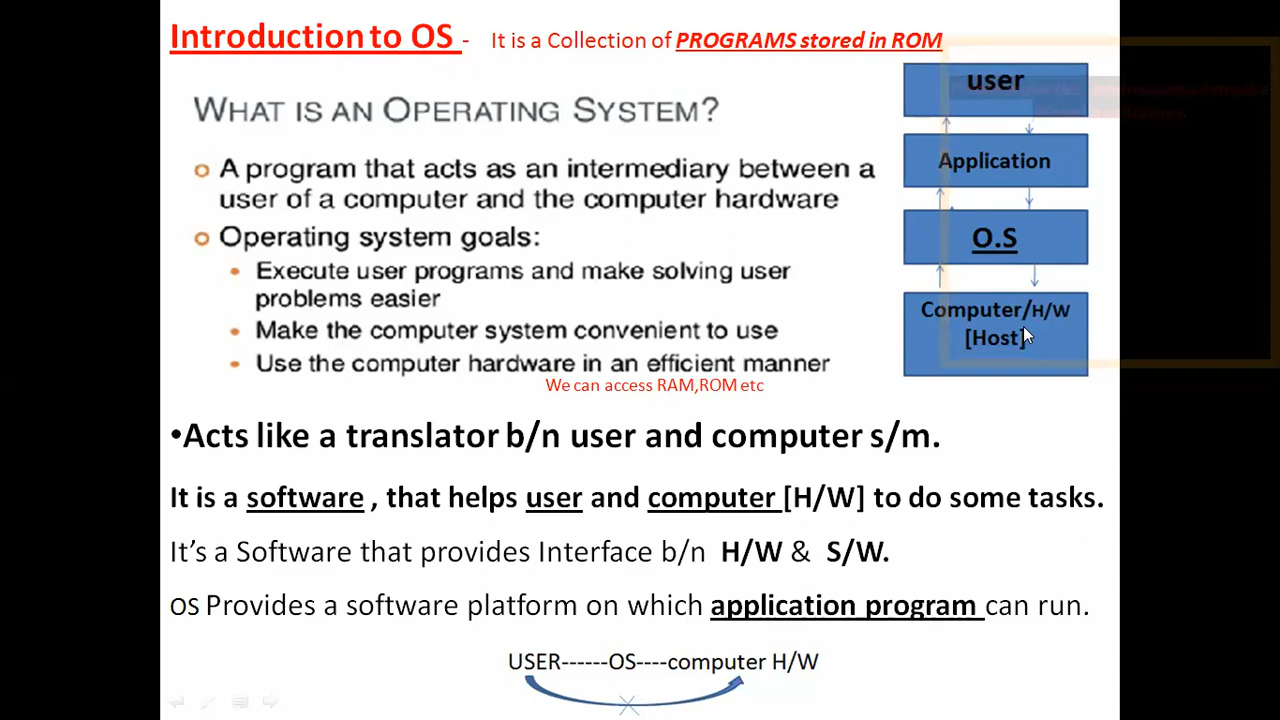 Introduction to OS - It is a Collection of PROGRAMS stored in ROM
WHAT IS AN OPERATING SYSTEM?
A program that acts as an intermediary between a
user of a computer and the computer hardware
Operating system goals:
Execute user programs and make solving user
problems easier
Make the computer system convenient to use
Use the computer hardware in an efficient manner
We can access RAM,ROM etc
user
Application
O.S
Computer/H/W
[Host]
•Acts like a translator b/n user and computer s/m.
It is a software , that helps user and computer [H/W] to do some tasks.
It's a Software that provides Interface b/n H/W & S/W.
OS Provides a software platform on which application program can run.
USER------OS----computer H/W